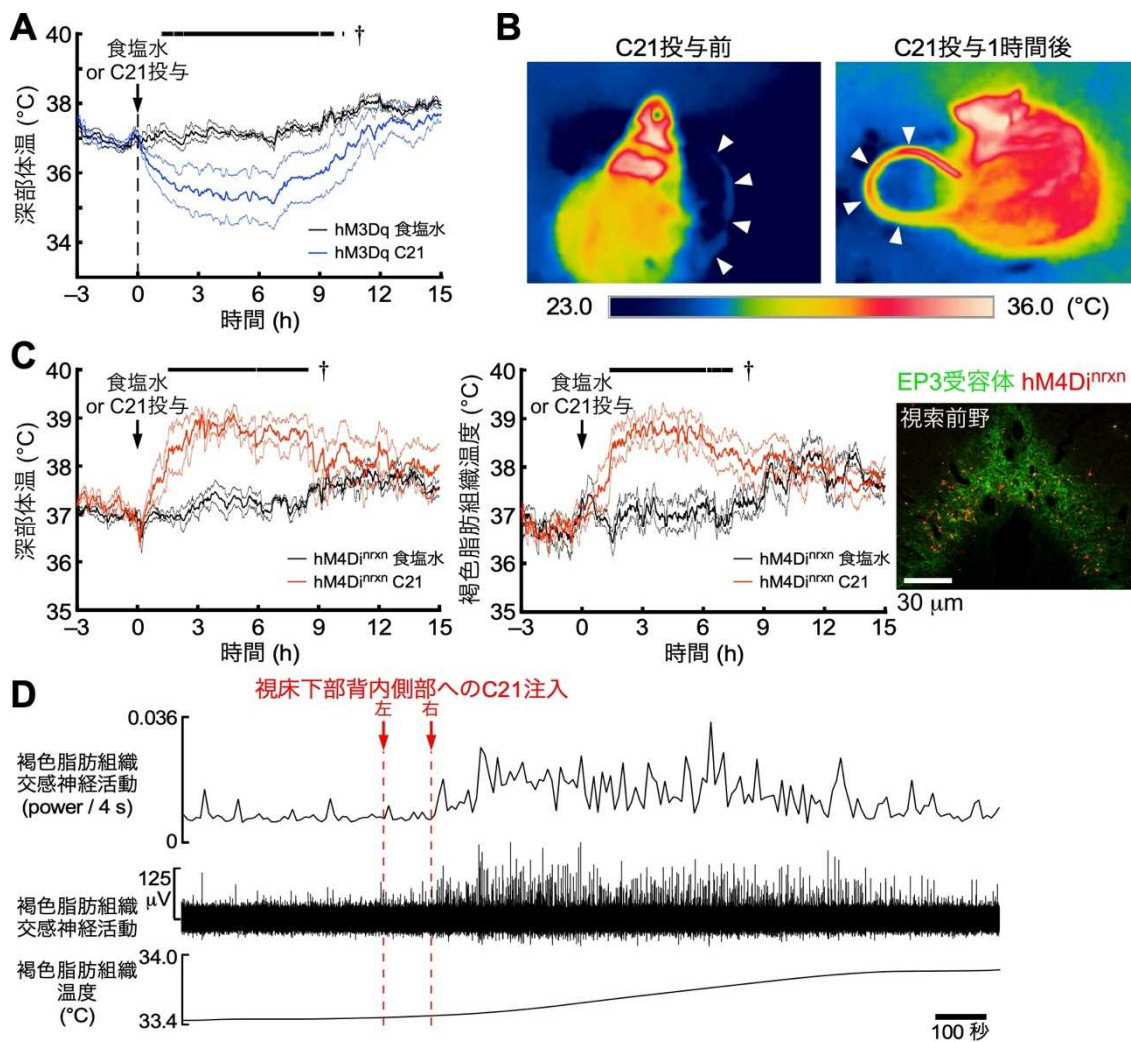 A
40
39
38
37
36
35
34
33
深部体温 (°C)
食塩水
or C21投与
†
hM3Dq 食塩水
hM3Dq C21
–3 0 3 6 9 12 15
時間 (h)
B
C21投与前
C21投与1時間後
23.0
36.0 (°C)
C
40
39
38
37
36
35
深部体温 (°C)
食塩水
or C21投与
†
hM4Diⁿʳˣⁿ 食塩水
hM4Diⁿʳˣⁿ C21
–3 0 3 6 9 12 15
時間 (h)
40
39
38
37
36
35
褐色脂肪組織温度 (°C)
食塩水
or C21投与
†
hM4Diⁿʳˣⁿ 食塩水
hM4Diⁿʳˣⁿ C21
–3 0 3 6 9 12 15
時間 (h)
EP3受容体 hM4Diⁿʳˣⁿ
視索前野
30 μm
D
視床下部背内側部へのC21注入
左 右
0.036
褐色脂肪組織
交感神経活動
(power / 4 s)
0
125
μV
褐色脂肪組織
交感神経活動
34.0
褐色脂肪組織
温度
(°C)
33.4
100 秒